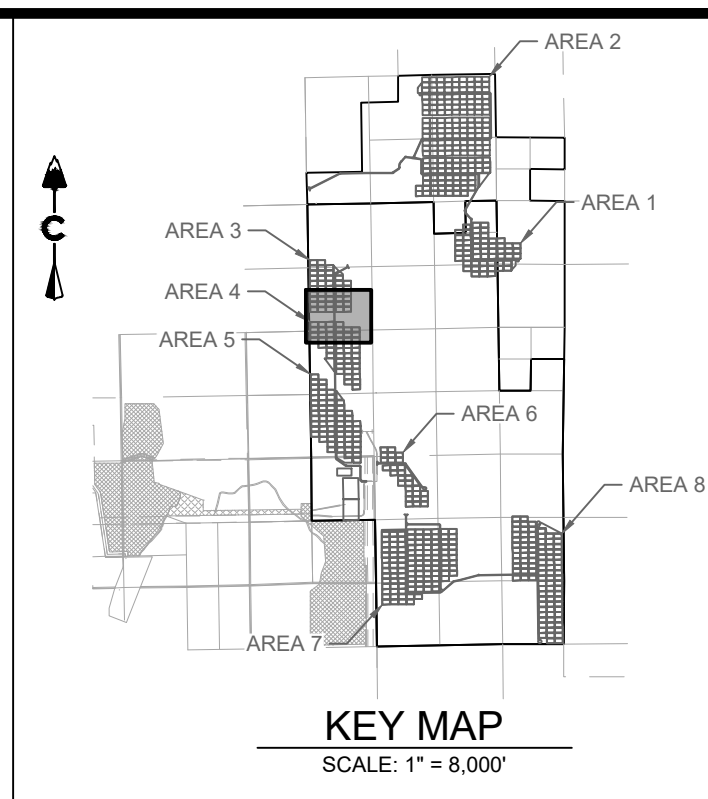 AREA 2
AREA 1
AREA 3
C
AREA 4
AREA 5
AREA 6
AREA 8
AREA 7
KEY MAP
SCALE: 1" = 8,000'